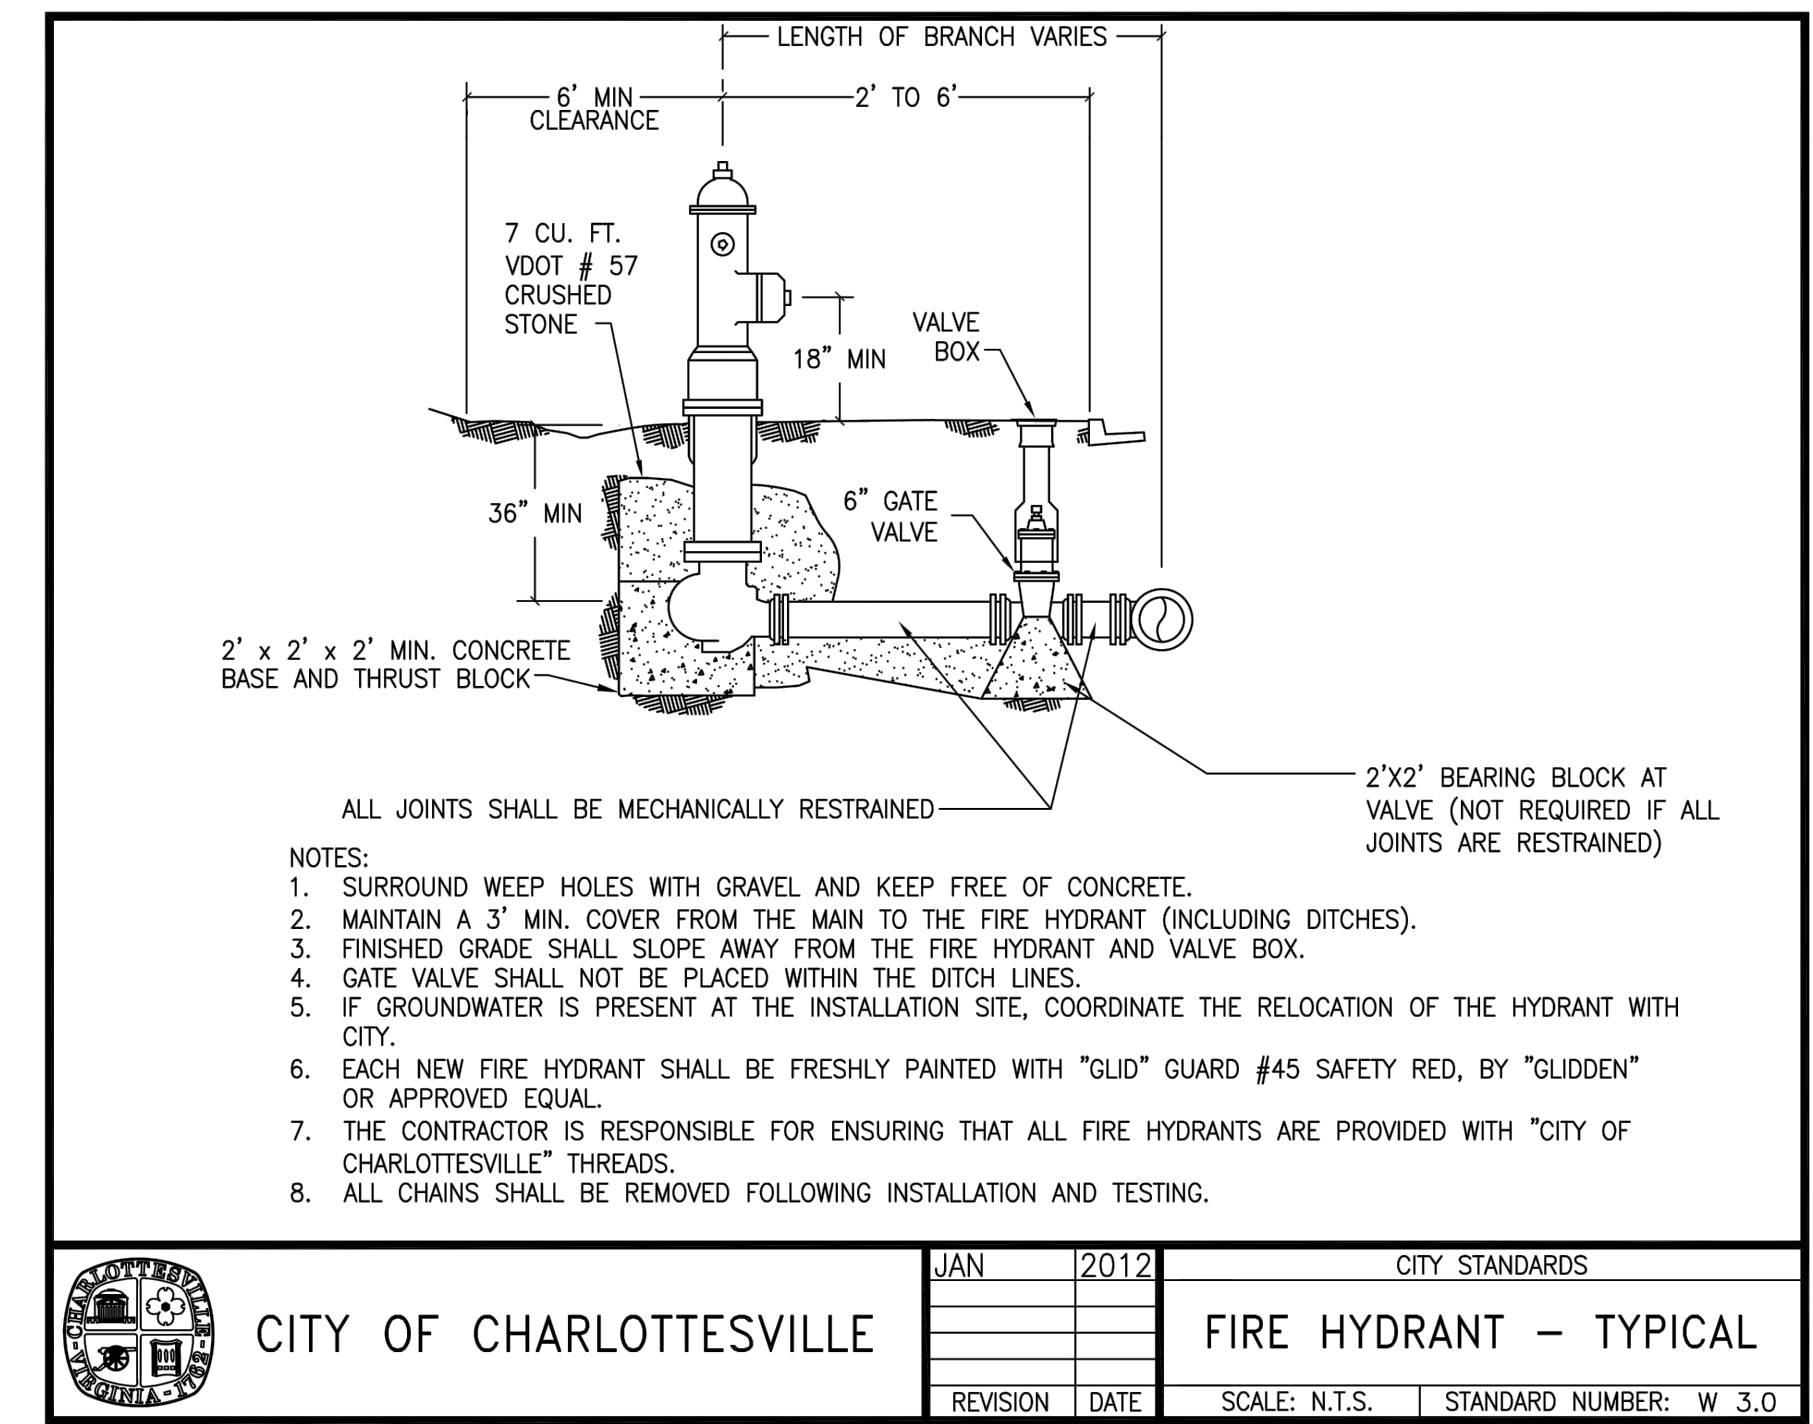 LENGTH OF BRANCH VARIES
6' MIN
CLEARANCE
2' TO 6'
7 CU. FT.
VDOT # 57
CRUSHED
STONE
18" MIN
VALVE
BOX
36" MIN
6" GATE
VALVE
2' x 2' x 2' MIN. CONCRETE
BASE AND THRUST BLOCK
2'X2' BEARING BLOCK AT
VALVE (NOT REQUIRED IF ALL
JOINTS ARE RESTRAINED)
ALL JOINTS SHALL BE MECHANICALLY RESTRAINED
NOTES:
1. SURROUND WEEP HOLES WITH GRAVEL AND KEEP FREE OF CONCRETE.
2. MAINTAIN A 3' MIN. COVER FROM THE MAIN TO THE FIRE HYDRANT (INCLUDING DITCHES).
3. FINISHED GRADE SHALL SLOPE AWAY FROM THE FIRE HYDRANT AND VALVE BOX.
4. GATE VALVE SHALL NOT BE PLACED WITHIN THE DITCH LINES.
5. IF GROUNDWATER IS PRESENT AT THE INSTALLATION SITE, COORDINATE THE RELOCATION OF THE HYDRANT WITH
CITY.
6. EACH NEW FIRE HYDRANT SHALL BE FRESHLY PAINTED WITH "GLID" GUARD #45 SAFETY RED, BY "GLIDDEN"
OR APPROVED EQUAL.
7. THE CONTRACTOR IS RESPONSIBLE FOR ENSURING THAT ALL FIRE HYDRANTS ARE PROVIDED WITH "CITY OF
CHARLOTTESVILLE" THREADS.
8. ALL CHAINS SHALL BE REMOVED FOLLOWING INSTALLATION AND TESTING.
CHARLOTTESVILLE-
VIRGINIA-1762-
CITY OF CHARLOTTESVILLE
JAN 2012
REVISION DATE
CITY STANDARDS
FIRE HYDRANT – TYPICAL
SCALE: N.T.S. STANDARD NUMBER: W 3.0